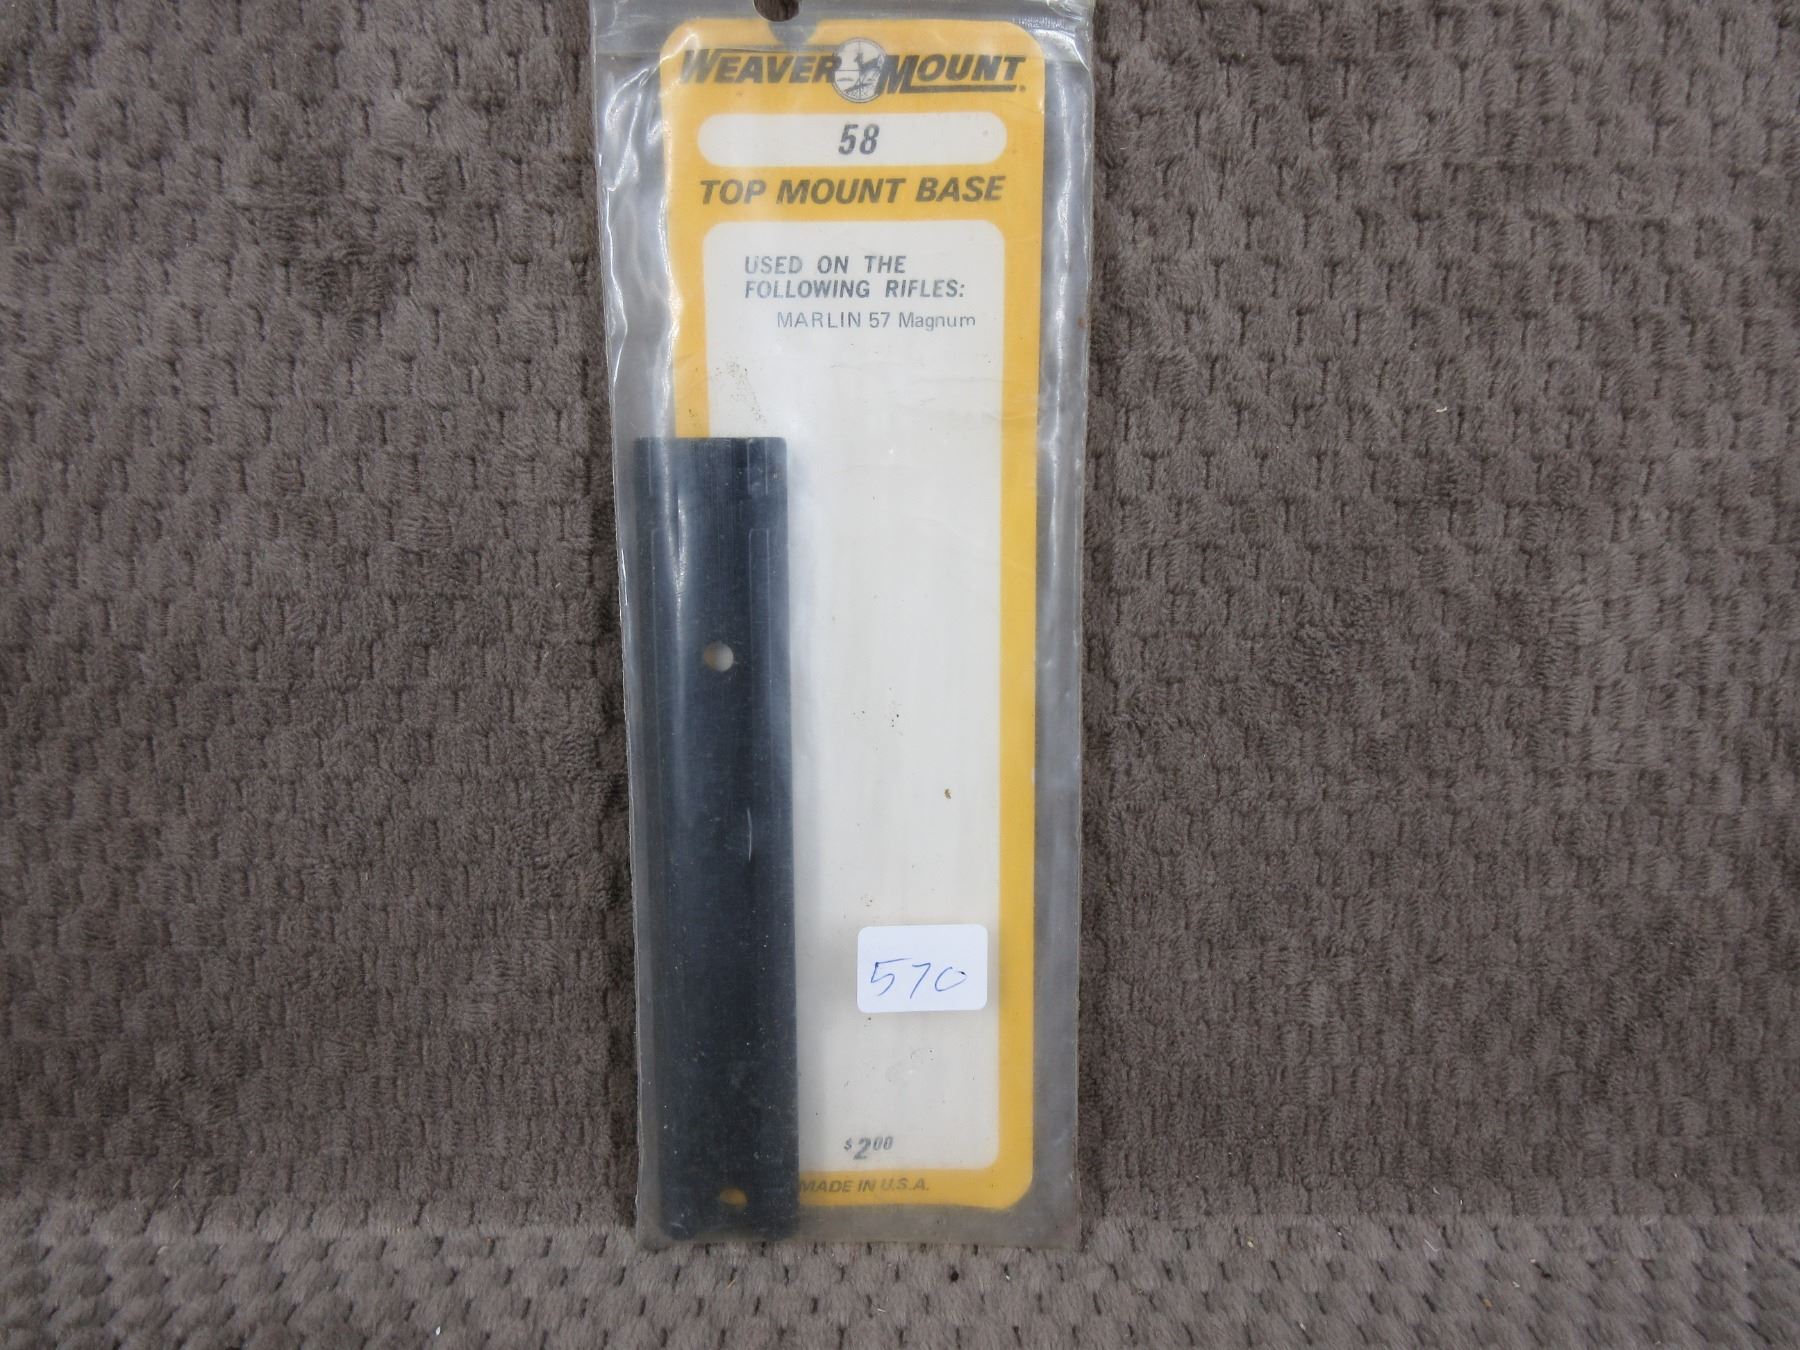 WEAVER MOUNT
58
TOP MOUNT BASE
USED ON THE
FOLLOWING RIFLES:
MARLIN 57 Magnum
570
$2.00
MADE IN U.S.A.